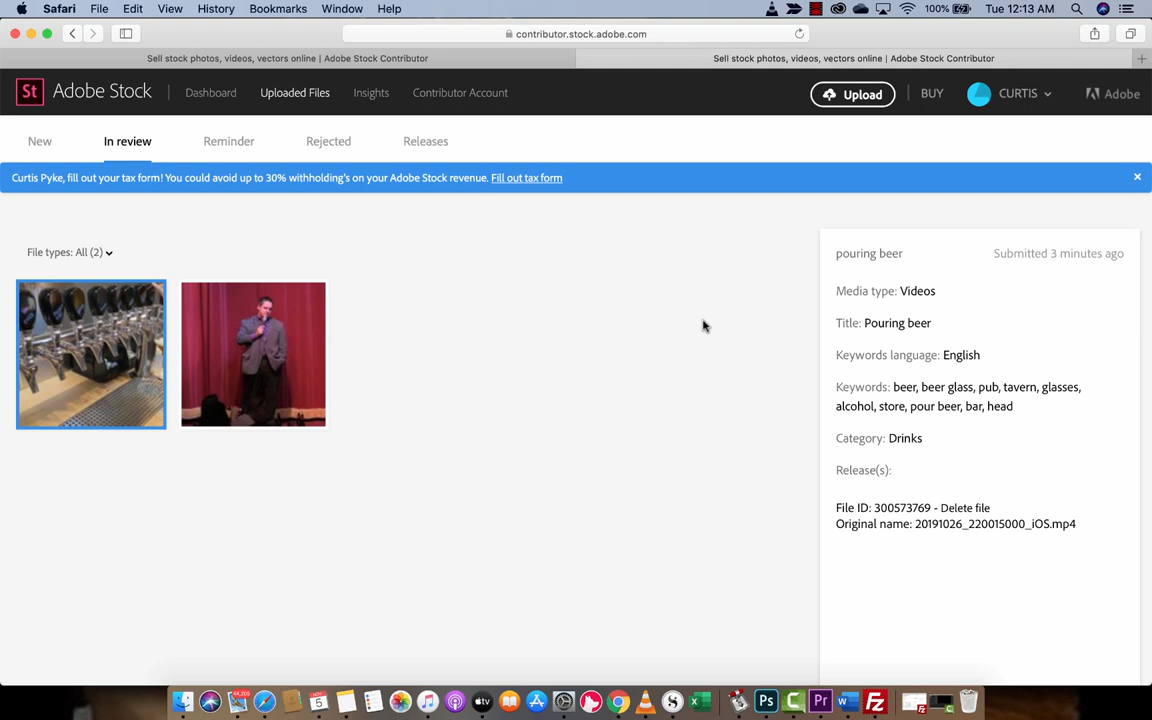 Safari File Edit View History Bookmarks Window Help 100% Tue 12:13 AM
contributor.stock.adobe.com
Sell stock photos, videos, vectors online | Adobe Stock Contributor Sell stock photos, videos, vectors online | Adobe Stock Contributor
St Adobe Stock Dashboard Uploaded Files Insights Contributor Account Upload BUY CURTIS Adobe
New In review Reminder Rejected Releases
Curtis Pyke, fill out your tax form! You could avoid up to 30% withholding's on your Adobe Stock revenue. Fill out tax form
File types: All (2)
pouring beer Submitted 3 minutes ago
Media type: Videos
Title: Pouring beer
Keywords language: English
Keywords: beer, beer glass, pub, tavern, glasses,
alcohol, store, pour beer, bar, head
Category: Drinks
Release(s):
File ID: 300573769 - Delete file
Original name: 20191026_220015000_iOS.mp4
NOV
5
tv
S
X
Ps
C
Pr
W
Fz